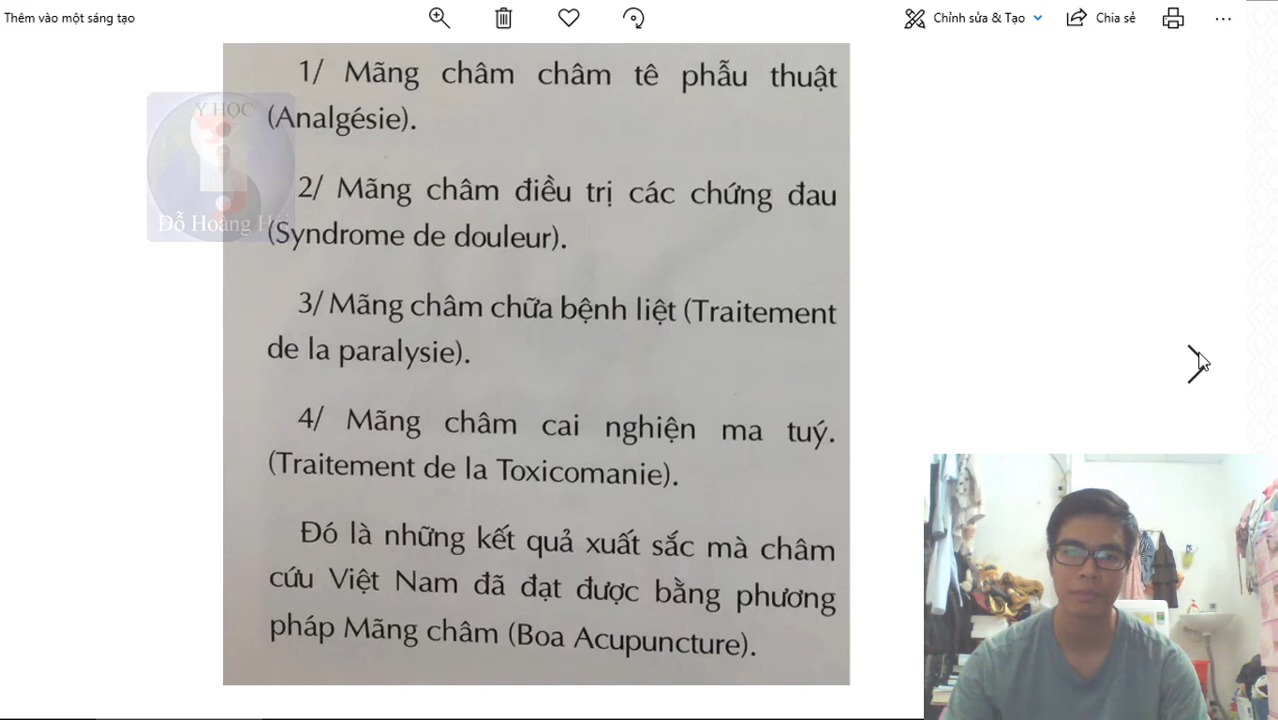 Thêm vào một sáng tạo
Chỉnh sửa & Tạo
Chia sẻ
1/ Mãng châm châm tê phẫu thuật
(Analgésie).
Y HỌC
2/ Mãng châm điều trị các chứng đau
Đỗ Hoàng
(Syndrome de douleur).
3/ Mãng châm chữa bệnh liệt (Traitement
de la paralysie).
4/ Mãng châm cai nghiện ma tuý.
(Traitement de la Toxicomanie).
Đó là những kết quả xuất sắc mà châm
cứu Việt Nam đã đạt được bằng phương
pháp Mãng châm (Boa Acupuncture).